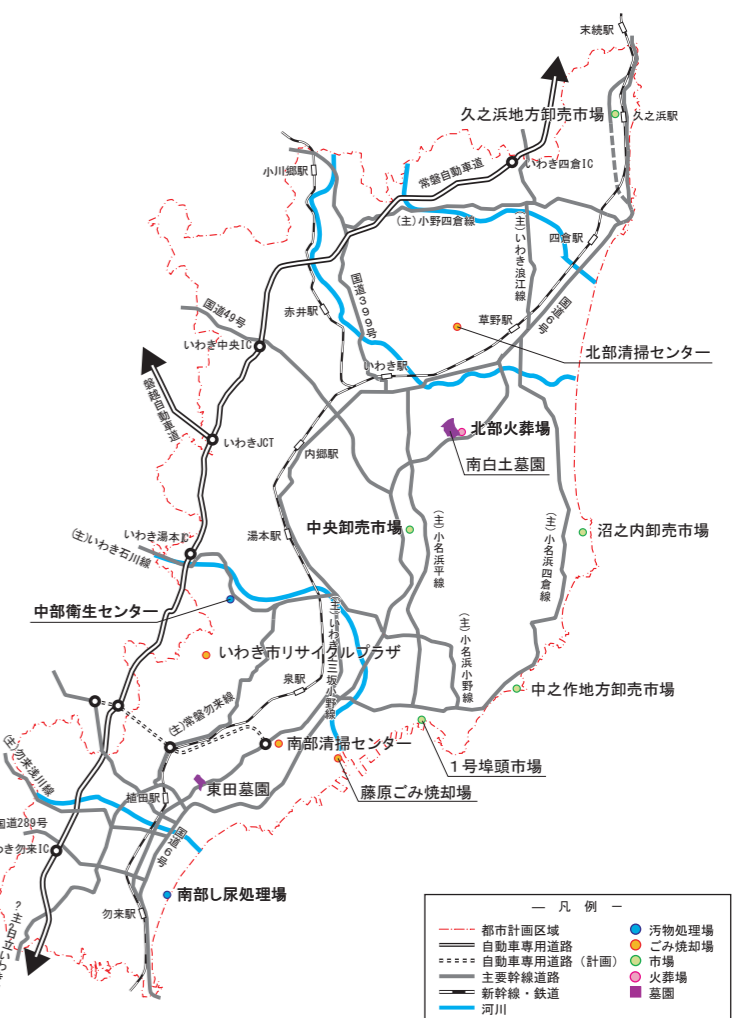 末続駅
久之浜地方卸売市場
久之浜駅
小川郷駅
常磐自動車道
いわき四倉IC
(主)小野四倉線
(主)いわき浪江線
四倉駅
国道399号
国道6号
国道49号
赤井駅
草野駅
いわき中央IC
北部清掃センター
いわき駅
磐越自動車道
北部火葬場
いわきJCT
内郷駅
南白土墓園
(主)小名浜平線
(主)小名浜四倉線
中央卸売市場
沼之内卸売市場
湯本駅
いわき湯本IC
(主)いわき石川線
中部衛生センター
(主)いわき上三坂小野線
(主)小名浜小野線
いわき市リサイクルプラザ
泉駅
中之作地方卸売市場
(主)常磐勿来線
南部清掃センター
1号埠頭市場
(主)勿来浅川線
東田墓園
藤原ごみ焼却場
植田駅
国道289号
国道6号
わき勿来IC
南部し尿処理場
勿来駅
?主?日立いわき
― 凡 例 ―
都市計画区域
自動車専用道路
自動車専用道路(計画)
主要幹線道路
新幹線・鉄道
河川
汚物処理場
ごみ焼却場
市場
火葬場
墓園